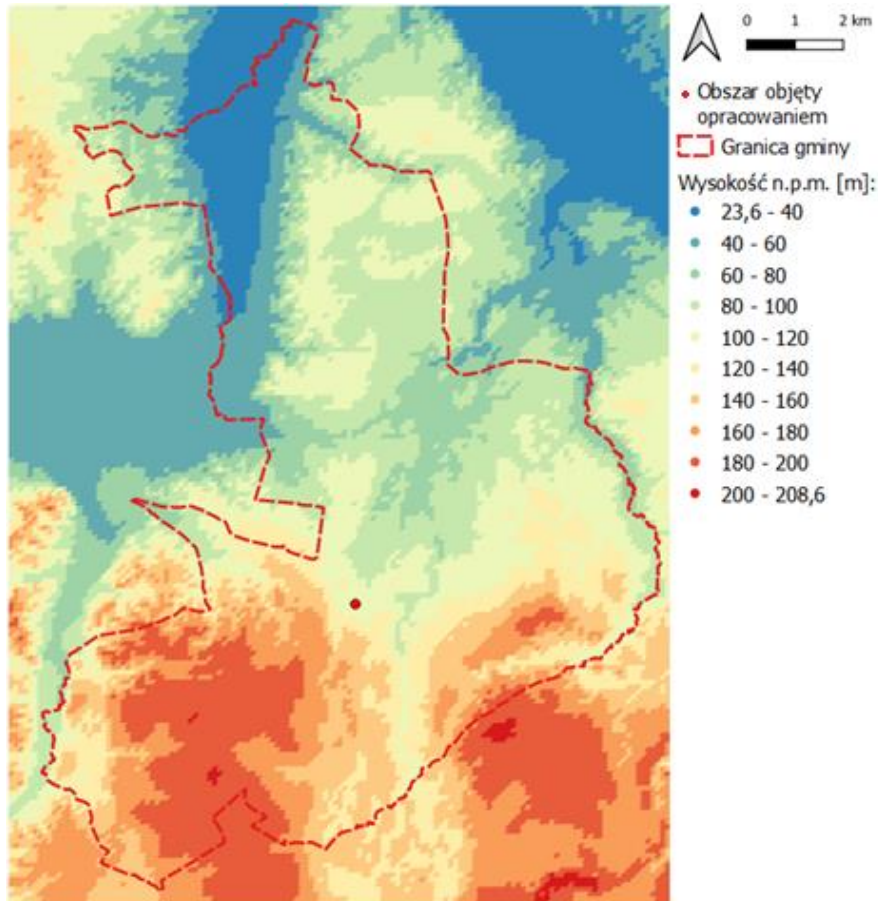 0 1 2 km
Obszar objęty
opracowaniem
Granica gminy
Wysokość n.p.m. [m]:
23,6 - 40
40 - 60
60 - 80
80 - 100
100 - 120
120 - 140
140 - 160
160 - 180
180 - 200
200 - 208,6